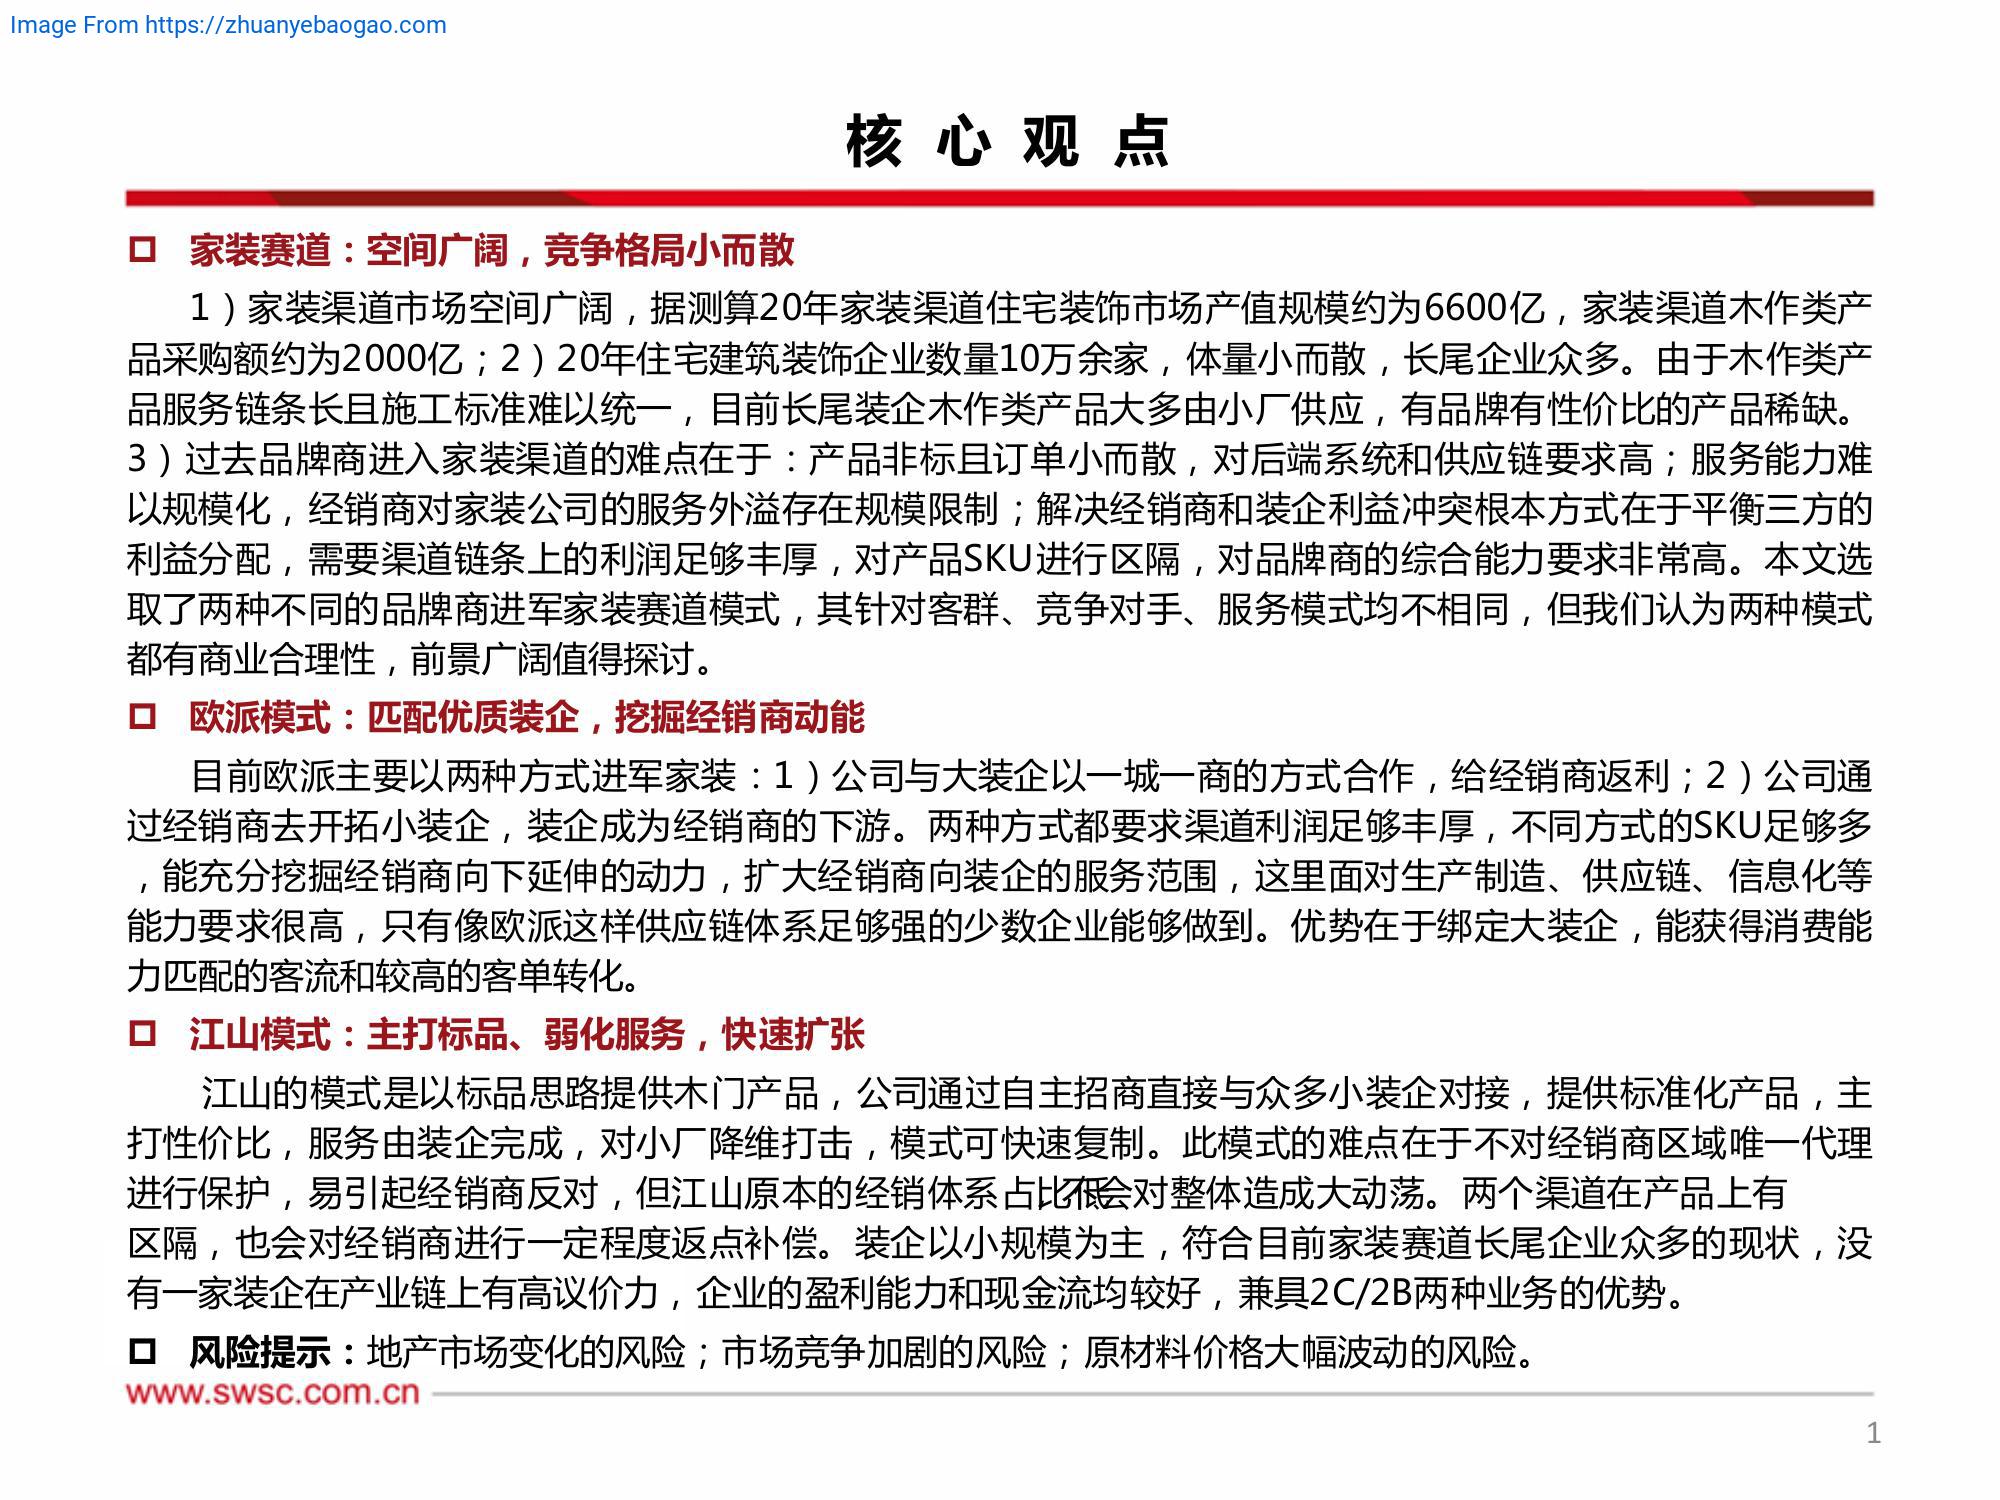 Image From https://zhuanyebaogao.com
核心观点
家装赛道：空间广阔，竞争格局小而散
1）家装渠道市场空间广阔，据测算20年家装渠道住宅装饰市场产值规模约为6600亿，家装渠道木作类产
品采购额约为2000亿；2）20年住宅建筑装饰企业数量10万余家，体量小而散，长尾企业众多。由于木作类产
品服务链条长且施工标准难以统一，目前长尾装企木作类产品大多由小厂供应，有品牌有性价比的产品稀缺。
3）过去品牌商进入家装渠道的难点在于：产品非标且订单小而散，对后端系统和供应链要求高；服务能力难
以规模化，经销商对家装公司的服务外溢存在规模限制；解决经销商和装企利益冲突根本方式在于平衡三方的
利益分配，需要渠道链条上的利润足够丰厚，对产品SKU进行区隔，对品牌商的综合能力要求非常高。本文选
取了两种不同的品牌商进军家装赛道模式，其针对客群、竞争对手、服务模式均不相同，但我们认为两种模式
都有商业合理性，前景广阔值得探讨。
欧派模式：匹配优质装企，挖掘经销商动能
目前欧派主要以两种方式进军家装：1）公司与大装企以一城一商的方式合作，给经销商返利；2）公司通
过经销商去开拓小装企，装企成为经销商的下游。两种方式都要求渠道利润足够丰厚，不同方式的SKU足够多
，能充分挖掘经销商向下延伸的动力，扩大经销商向装企的服务范围，这里面对生产制造、供应链、信息化等
能力要求很高，只有像欧派这样供应链体系足够强的少数企业能够做到。优势在于绑定大装企，能获得消费能
力匹配的客流和较高的客单转化。
江山模式：主打标品、弱化服务，快速扩张
江山的模式是以标品思路提供木门产品，公司通过自主招商直接与众多小装企对接，提供标准化产品，主
打性价比，服务由装企完成，对小厂降维打击，模式可快速复制。此模式的难点在于不对经销商区域唯一代理
进行保护，易引起经销商反对，但江山原本的经销体系占比不会对整体造成大动荡。两个渠道在产品上有
区隔，也会对经销商进行一定程度返点补偿。装企以小规模为主，符合目前家装赛道长尾企业众多的现状，没
有一家装企在产业链上有高议价力，企业的盈利能力和现金流均较好，兼具2C/2B两种业务的优势。
风险提示：地产市场变化的风险；市场竞争加剧的风险；原材料价格大幅波动的风险。
www.swsc.com.cn
1